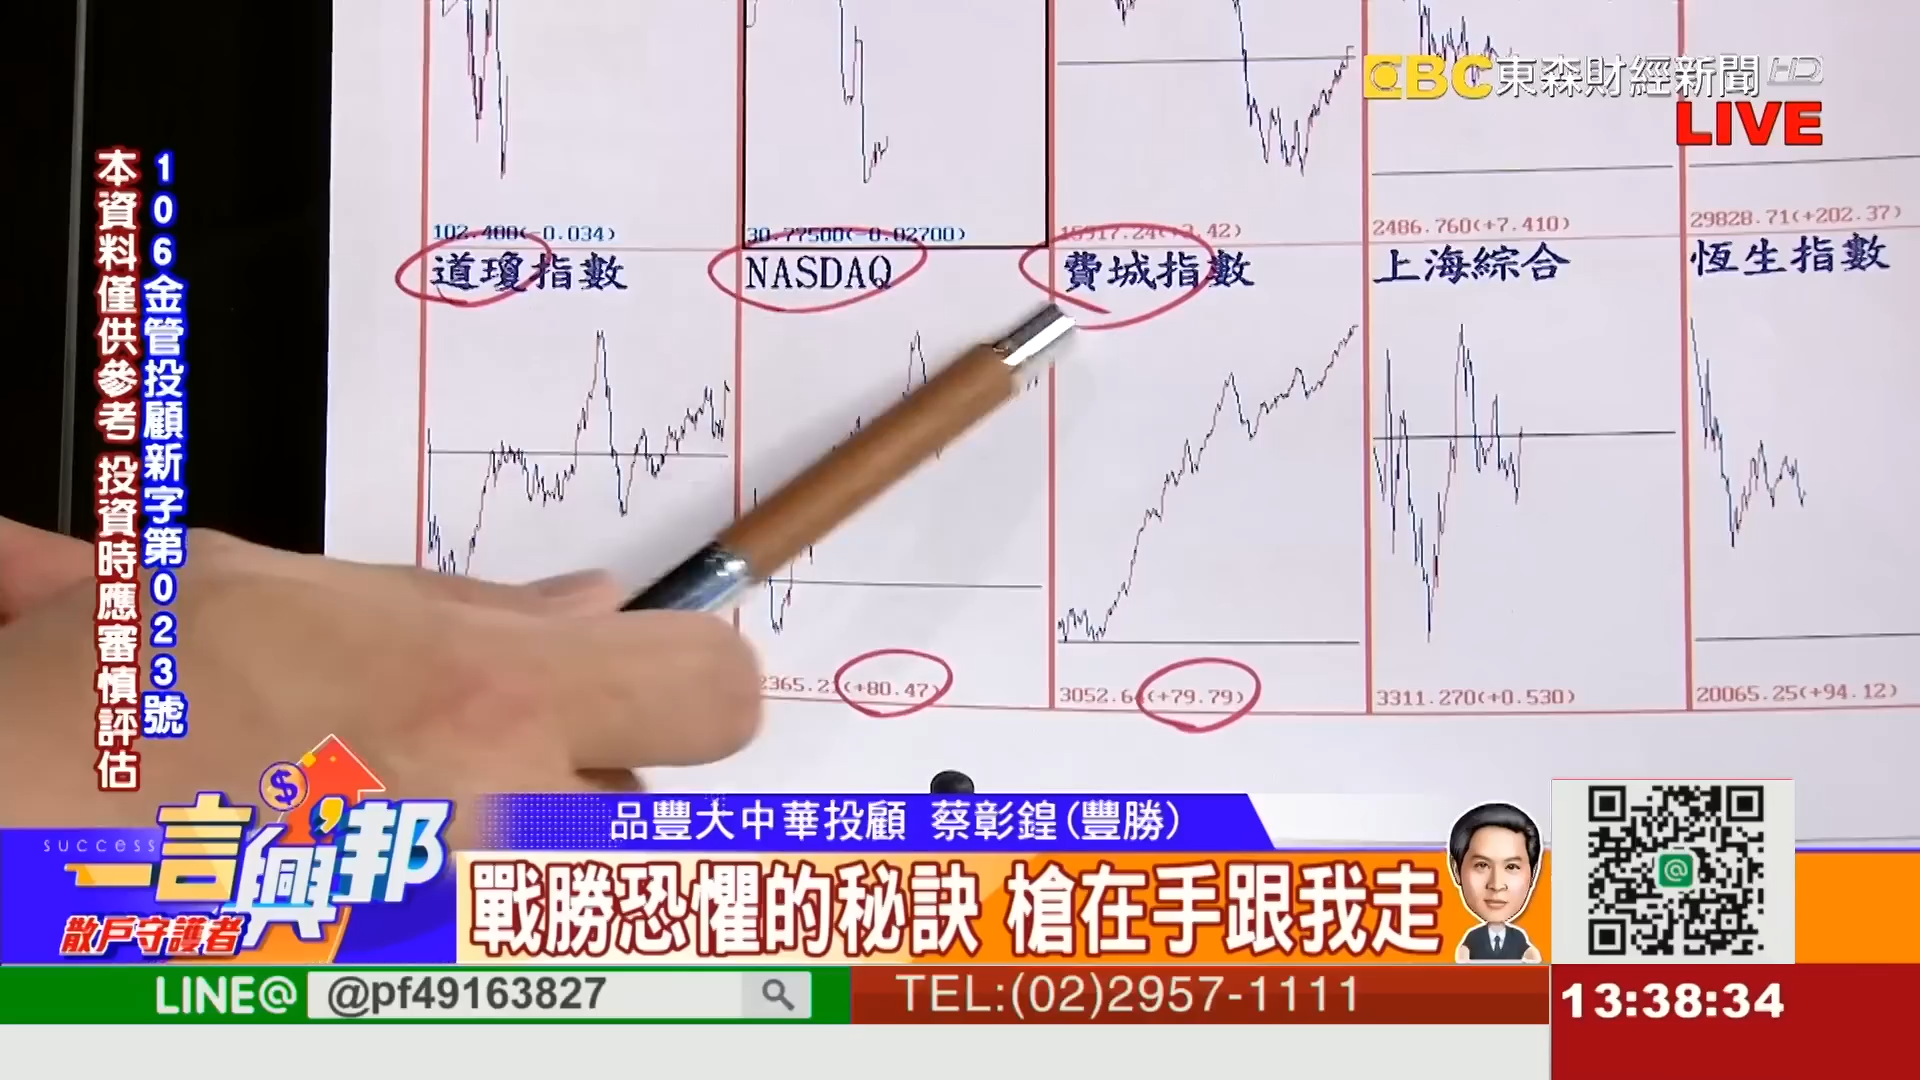 EBC東森財經新聞HD
LIVE
106金管投顧新字第023號
本資料僅供參考 投資時應審慎評估
102.480(-0.034)
30.77500(-0.02700)
2486.760(+7.410)
29828.71(+202.37)
道瓊指數
NASDAQ
費城指數
上海綜合
恆生指數
(+80.47)
(+79.79)
3311.270(+0.530)
20065.25(+94.12)
success
一言興邦
散戶守護者
品豐大中華投顧 蔡彰鍠(豐勝)
戰勝恐懼的秘訣 槍在手跟我走
LINE@ @pf49163827
TEL:(02)2957-1111
13:38:34